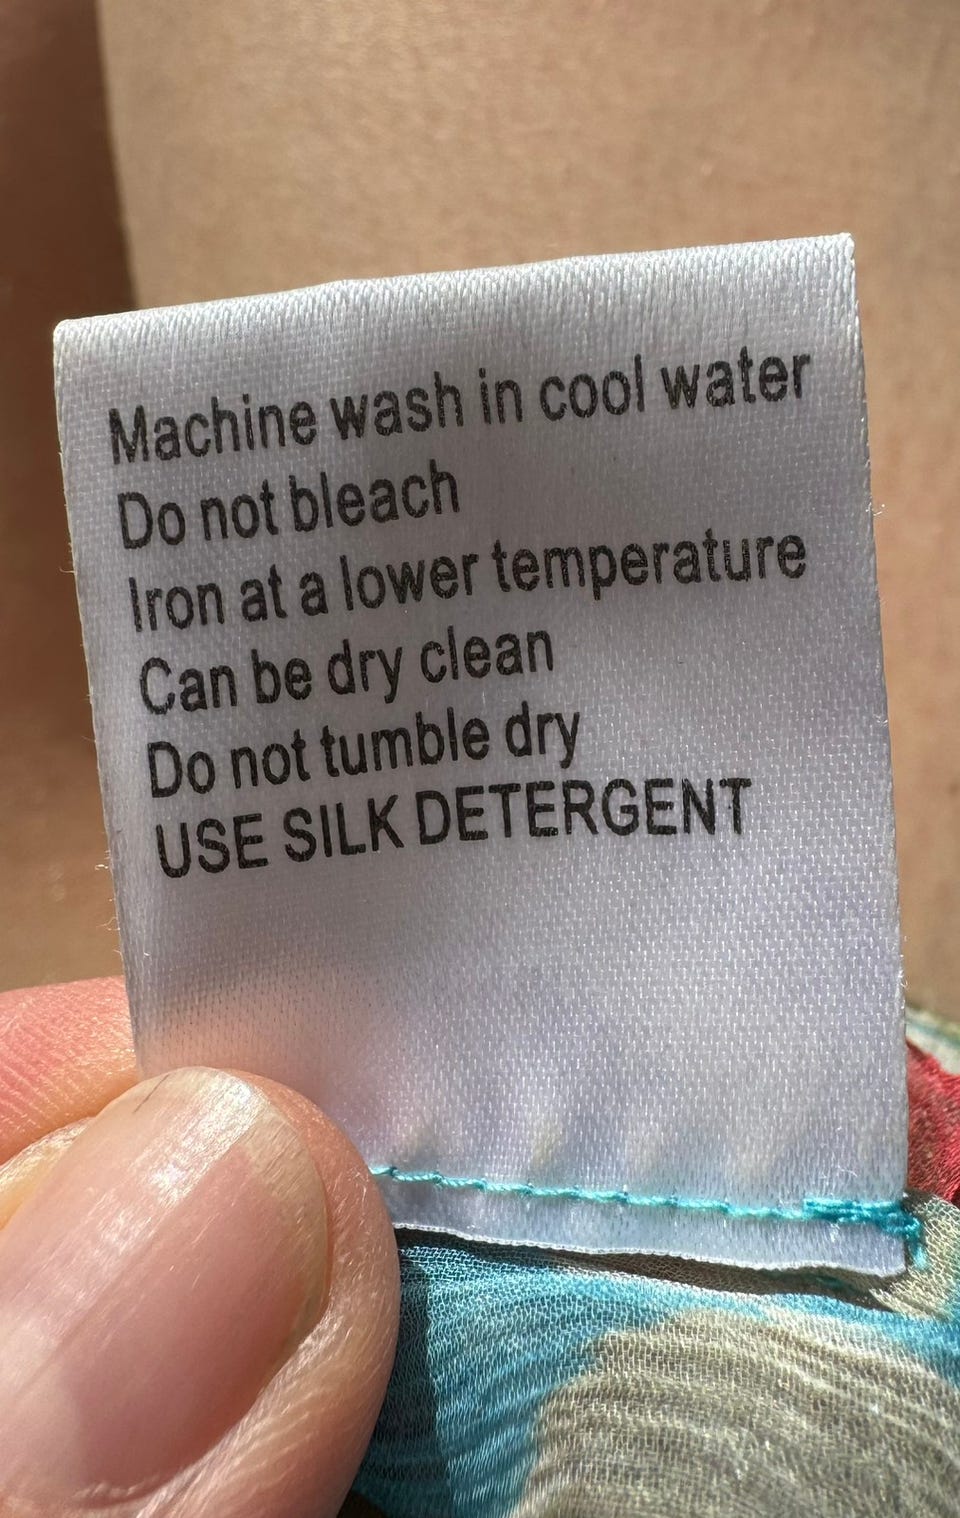 Machine wash in cool water
Do not bleach
Iron at a lower temperature
Can be dry clean
Do not tumble dry
USE SILK DETERGENT